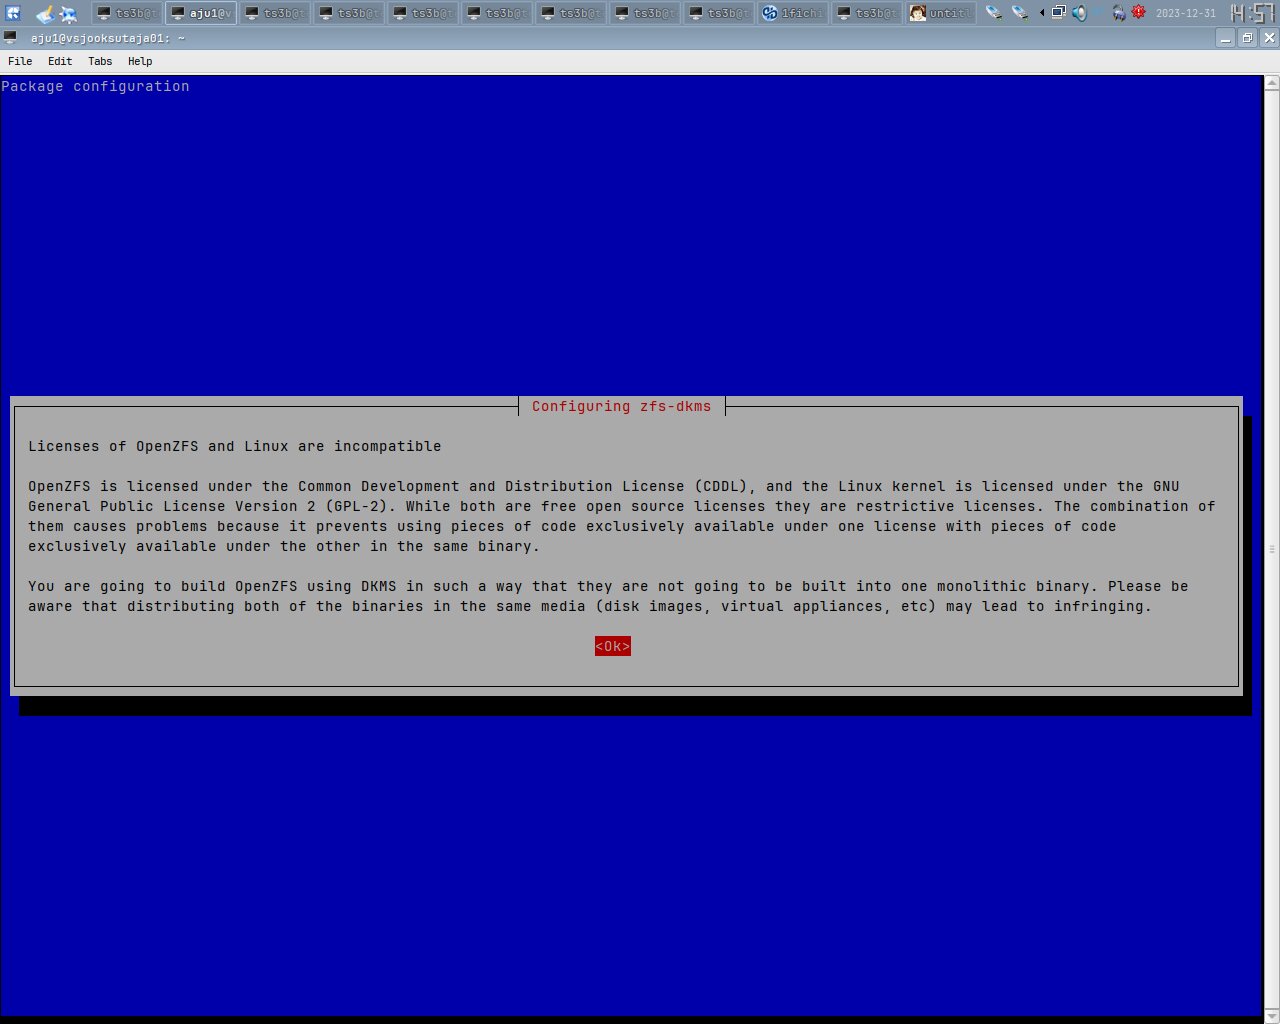 ts3b@t aju1@v ts3b@t ts3b@t ts3b@t ts3b@t ts3b@t ts3b@t ts3b@t 1fichi ts3b@t untitl 2023-12-31 14:57
aju1@vsjooksutaja01: ~
File Edit Tabs Help
Package configuration
Configuring zfs-dkms
Licenses of OpenZFS and Linux are incompatible
OpenZFS is licensed under the Common Development and Distribution License (CDDL), and the Linux kernel is licensed under the GNU
General Public License Version 2 (GPL-2). While both are free open source licenses they are restrictive licenses. The combination of
them causes problems because it prevents using pieces of code exclusively available under one license with pieces of code
exclusively available under the other in the same binary.
You are going to build OpenZFS using DKMS in such a way that they are not going to be built into one monolithic binary. Please be
aware that distributing both of the binaries in the same media (disk images, virtual appliances, etc) may lead to infringing.
<Ok>